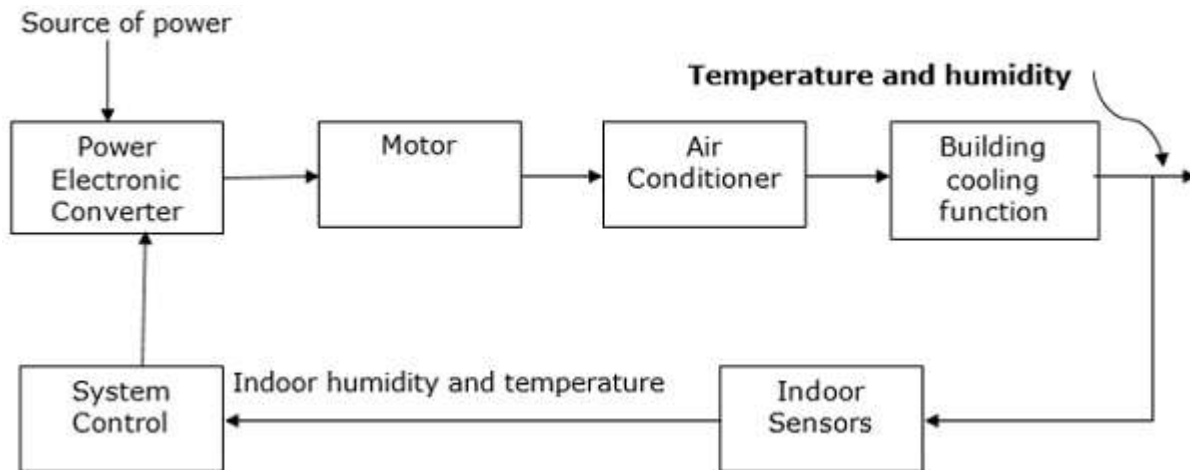 Source of power
Temperature and humidity
Power
Electronic
Converter
Motor
Air
Conditioner
Building
cooling
function
System
Control
Indoor humidity and temperature
Indoor
Sensors